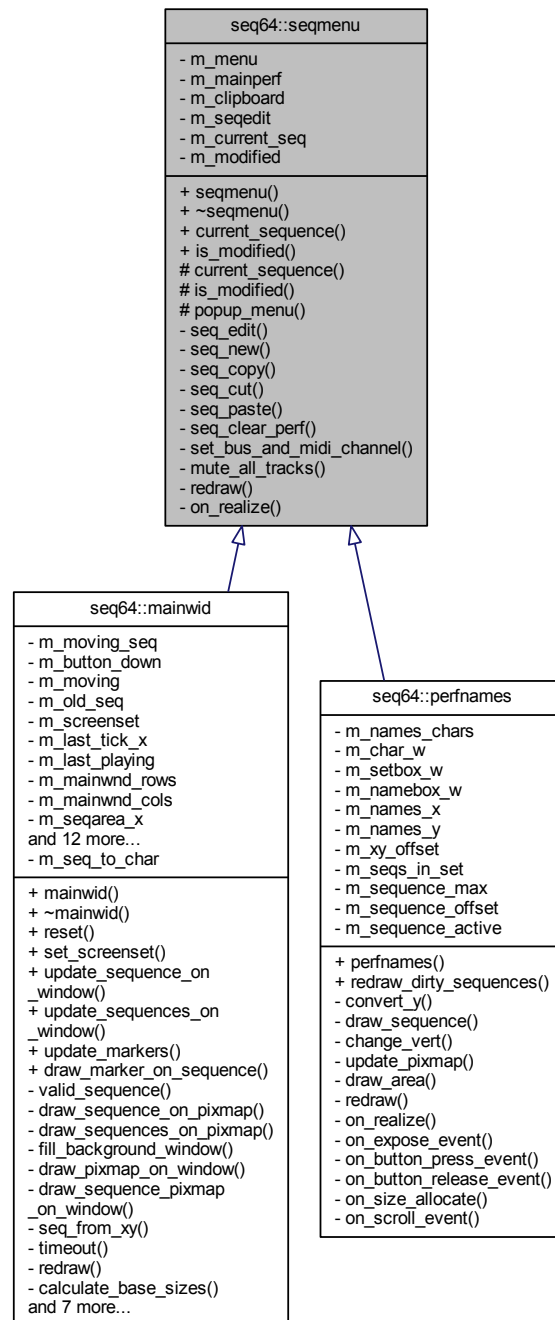 seq64::seqmenu
- m_menu
- m_mainperf
- m_clipboard
- m_seqedit
- m_current_seq
- m_modified
+ seqmenu()
+ ~seqmenu()
+ current_sequence()
+ is_modified()
# current_sequence()
# is_modified()
# popup_menu()
- seq_edit()
- seq_new()
- seq_copy()
- seq_cut()
- seq_paste()
- seq_clear_perf()
- set_bus_and_midi_channel()
- mute_all_tracks()
- redraw()
- on_realize()
seq64::mainwid
- m_moving_seq
- m_button_down
- m_moving
- m_old_seq
- m_screenset
- m_last_tick_x
- m_last_playing
- m_mainwnd_rows
- m_mainwnd_cols
- m_seqarea_x
and 12 more...
- m_seq_to_char
+ mainwid()
+ ~mainwid()
+ reset()
+ set_screenset()
+ update_sequence_on
_window()
+ update_sequences_on
_window()
+ update_markers()
+ draw_marker_on_sequence()
- valid_sequence()
- draw_sequence_on_pixmap()
- draw_sequences_on_pixmap()
- fill_background_window()
- draw_pixmap_on_window()
- draw_sequence_pixmap
_on_window()
- seq_from_xy()
- timeout()
- redraw()
- calculate_base_sizes()
and 7 more...
seq64::perfnames
- m_names_chars
- m_char_w
- m_setbox_w
- m_namebox_w
- m_names_x
- m_names_y
- m_xy_offset
- m_seqs_in_set
- m_sequence_max
- m_sequence_offset
- m_sequence_active
+ perfnames()
+ redraw_dirty_sequences()
- convert_y()
- draw_sequence()
- change_vert()
- update_pixmap()
- draw_area()
- redraw()
- on_realize()
- on_expose_event()
- on_button_press_event()
- on_button_release_event()
- on_size_allocate()
- on_scroll_event()